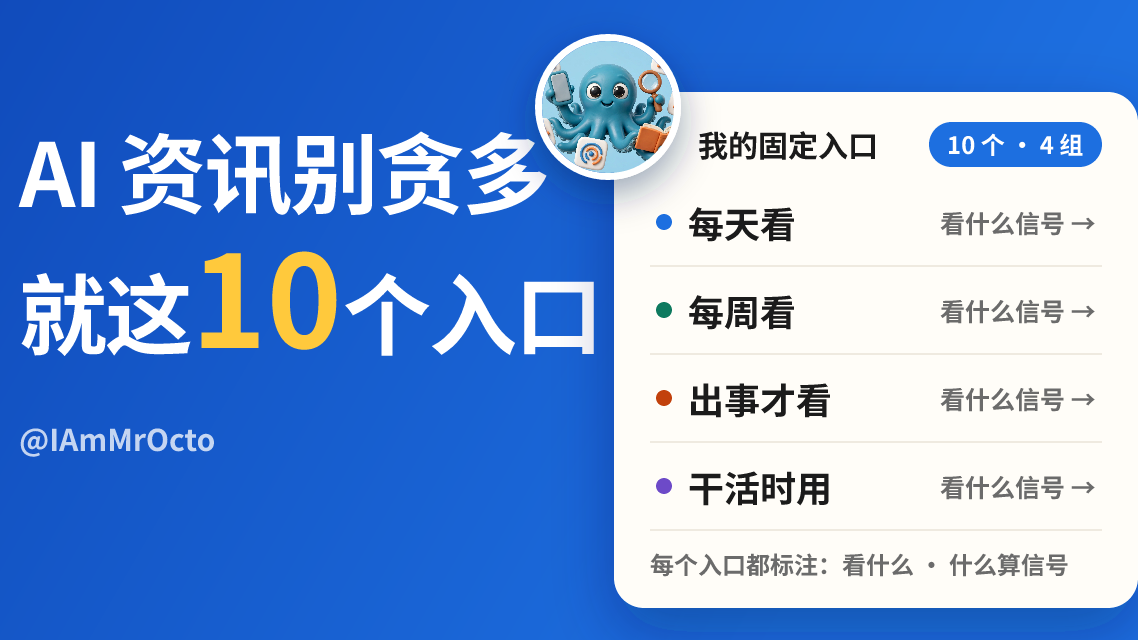 AI 资讯别贪多
就这10个入口
@IAmMrOcto
我的固定入口
10 个 · 4 组
每天看
看什么信号 →
每周看
看什么信号 →
出事才看
看什么信号 →
干活时用
看什么信号 →
每个入口都标注：看什么 · 什么算信号